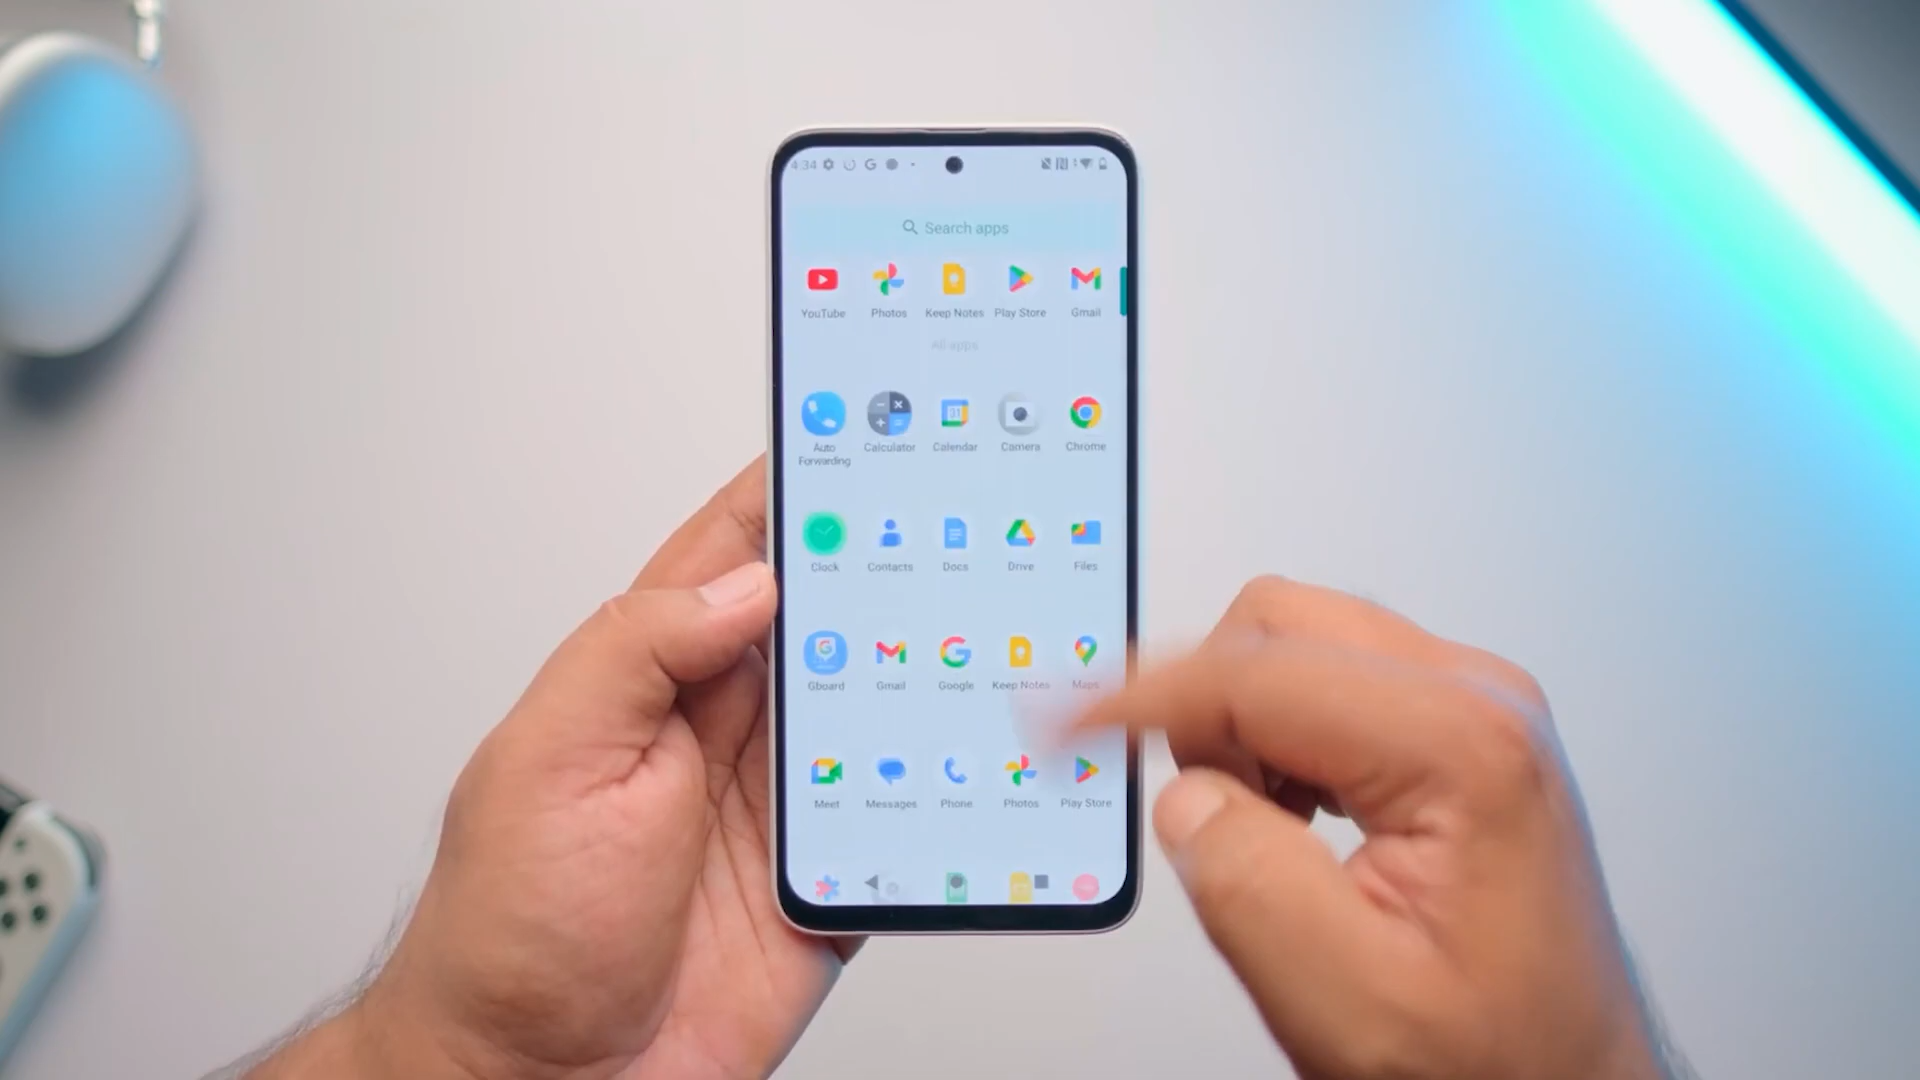 4:34
Search apps
YouTube Photos Keep Notes Play Store Gmail
All apps
Auto Forwarding Calculator Calendar Camera Chrome
31
Clock Contacts Docs Drive Files
Gboard Gmail Google Keep Notes Maps
Meet Messages Phone Photos Play Store